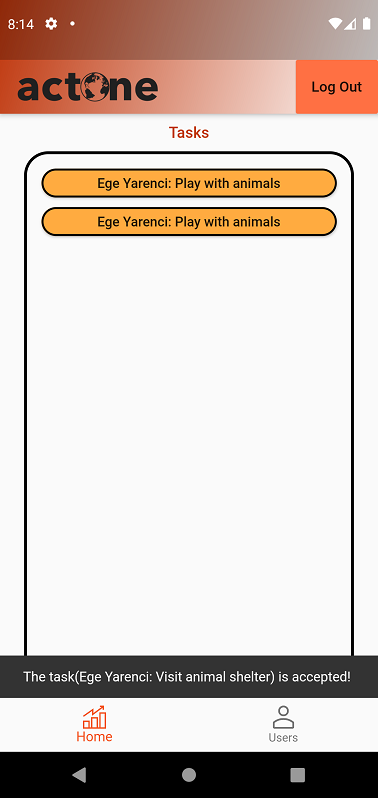 8:14
actone
Log Out
Tasks
Ege Yarenci: Play with animals
Ege Yarenci: Play with animals
The task(Ege Yarenci: Visit animal shelter) is accepted!
Home
Users